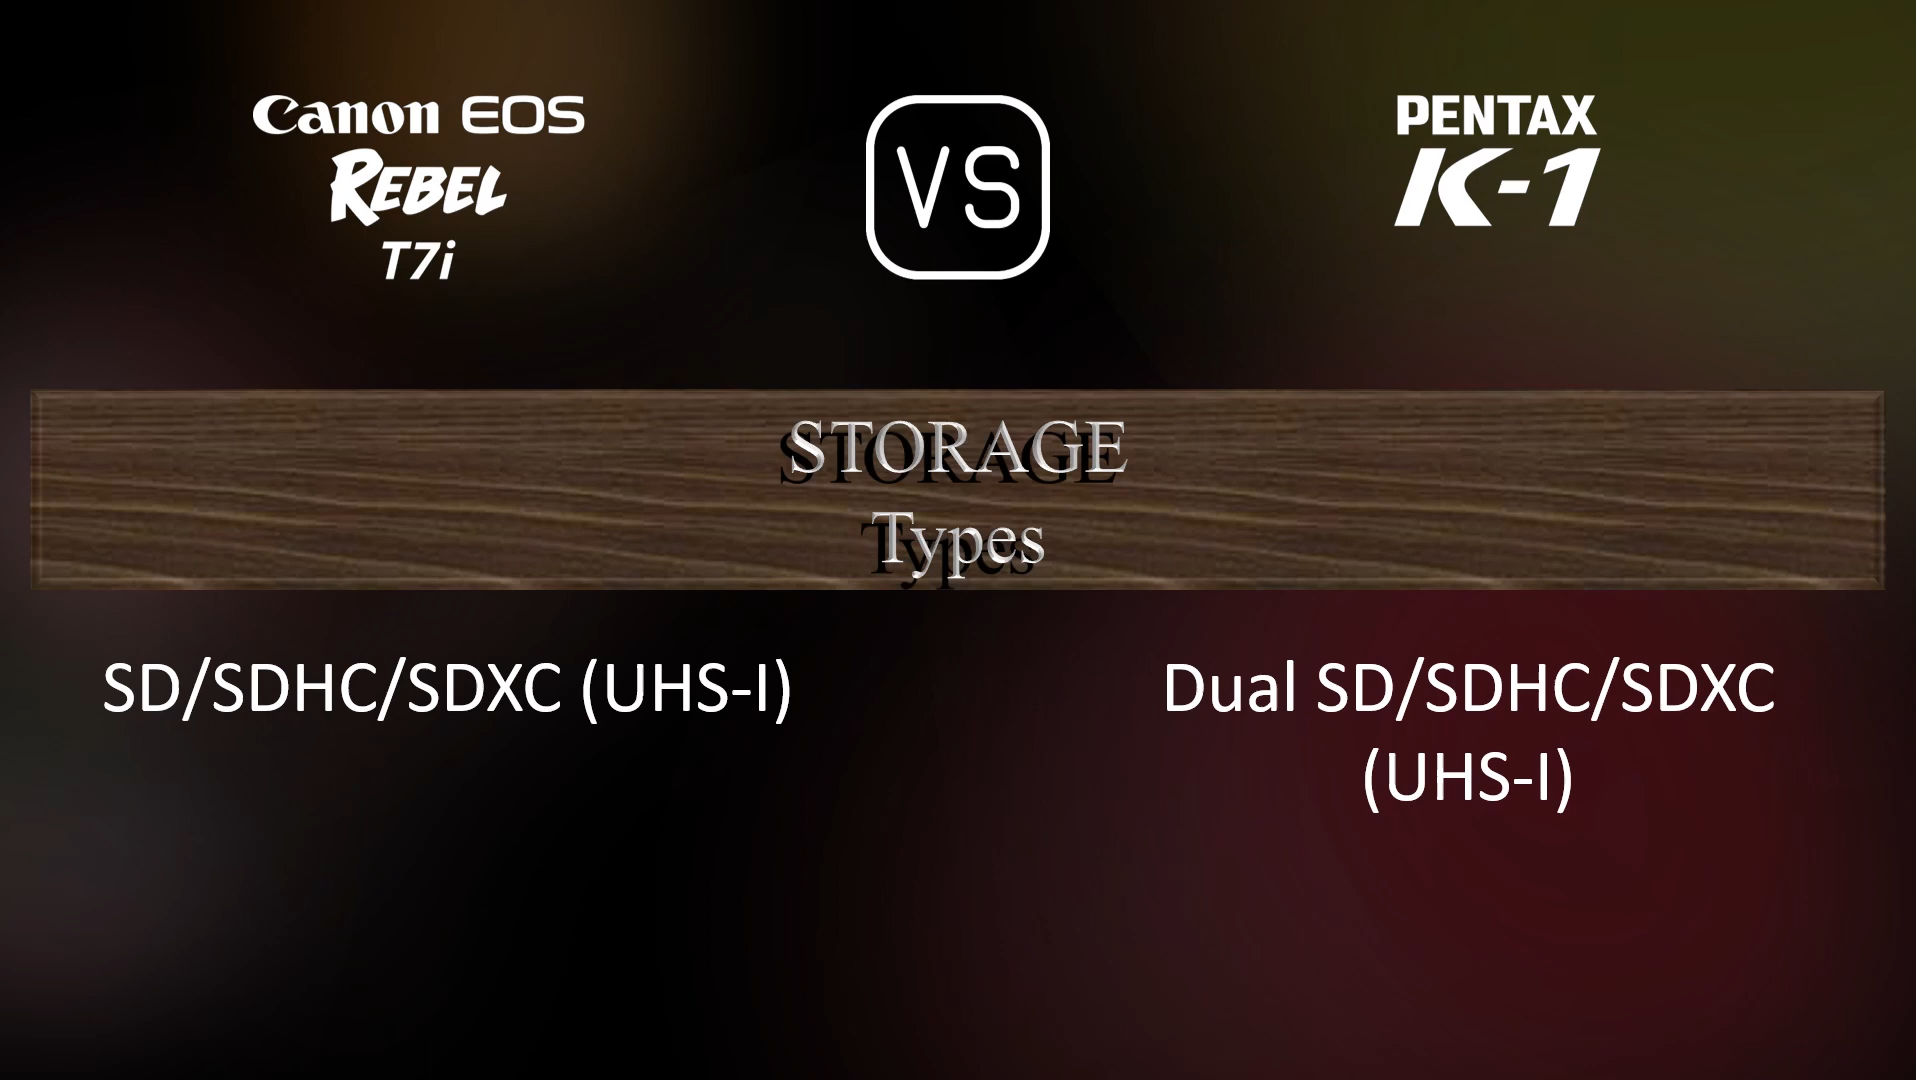 Canon EOS
REBEL
T7i
VS
PENTAX
K-1
STORAGE
Types
SD/SDHC/SDXC (UHS-I)
Dual SD/SDHC/SDXC
(UHS-I)